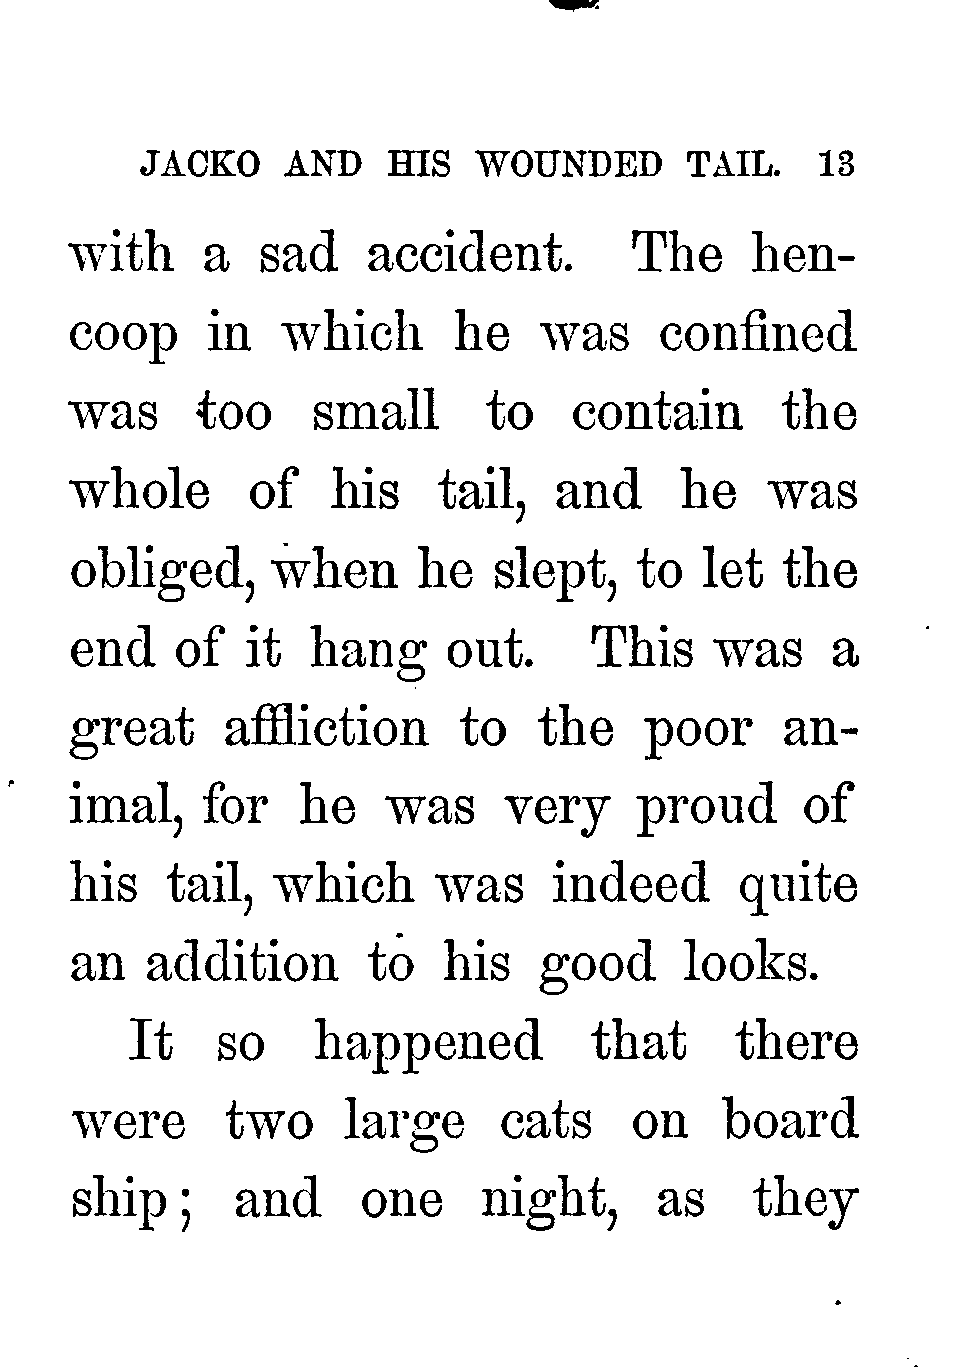 JACKO AND HIS WOUNDED TAIL. 13
with a sad accident. The hen-
coop in which he was confined
was too small to contain the
whole of his tail, and he was
obliged, when he slept, to let the
end of it hang out. This was a
great affliction to the poor an-
imal, for he was very proud of
his tail, which was indeed quite
an addition to his good looks.
It so happened that there
were two large cats on board
ship; and one night, as they